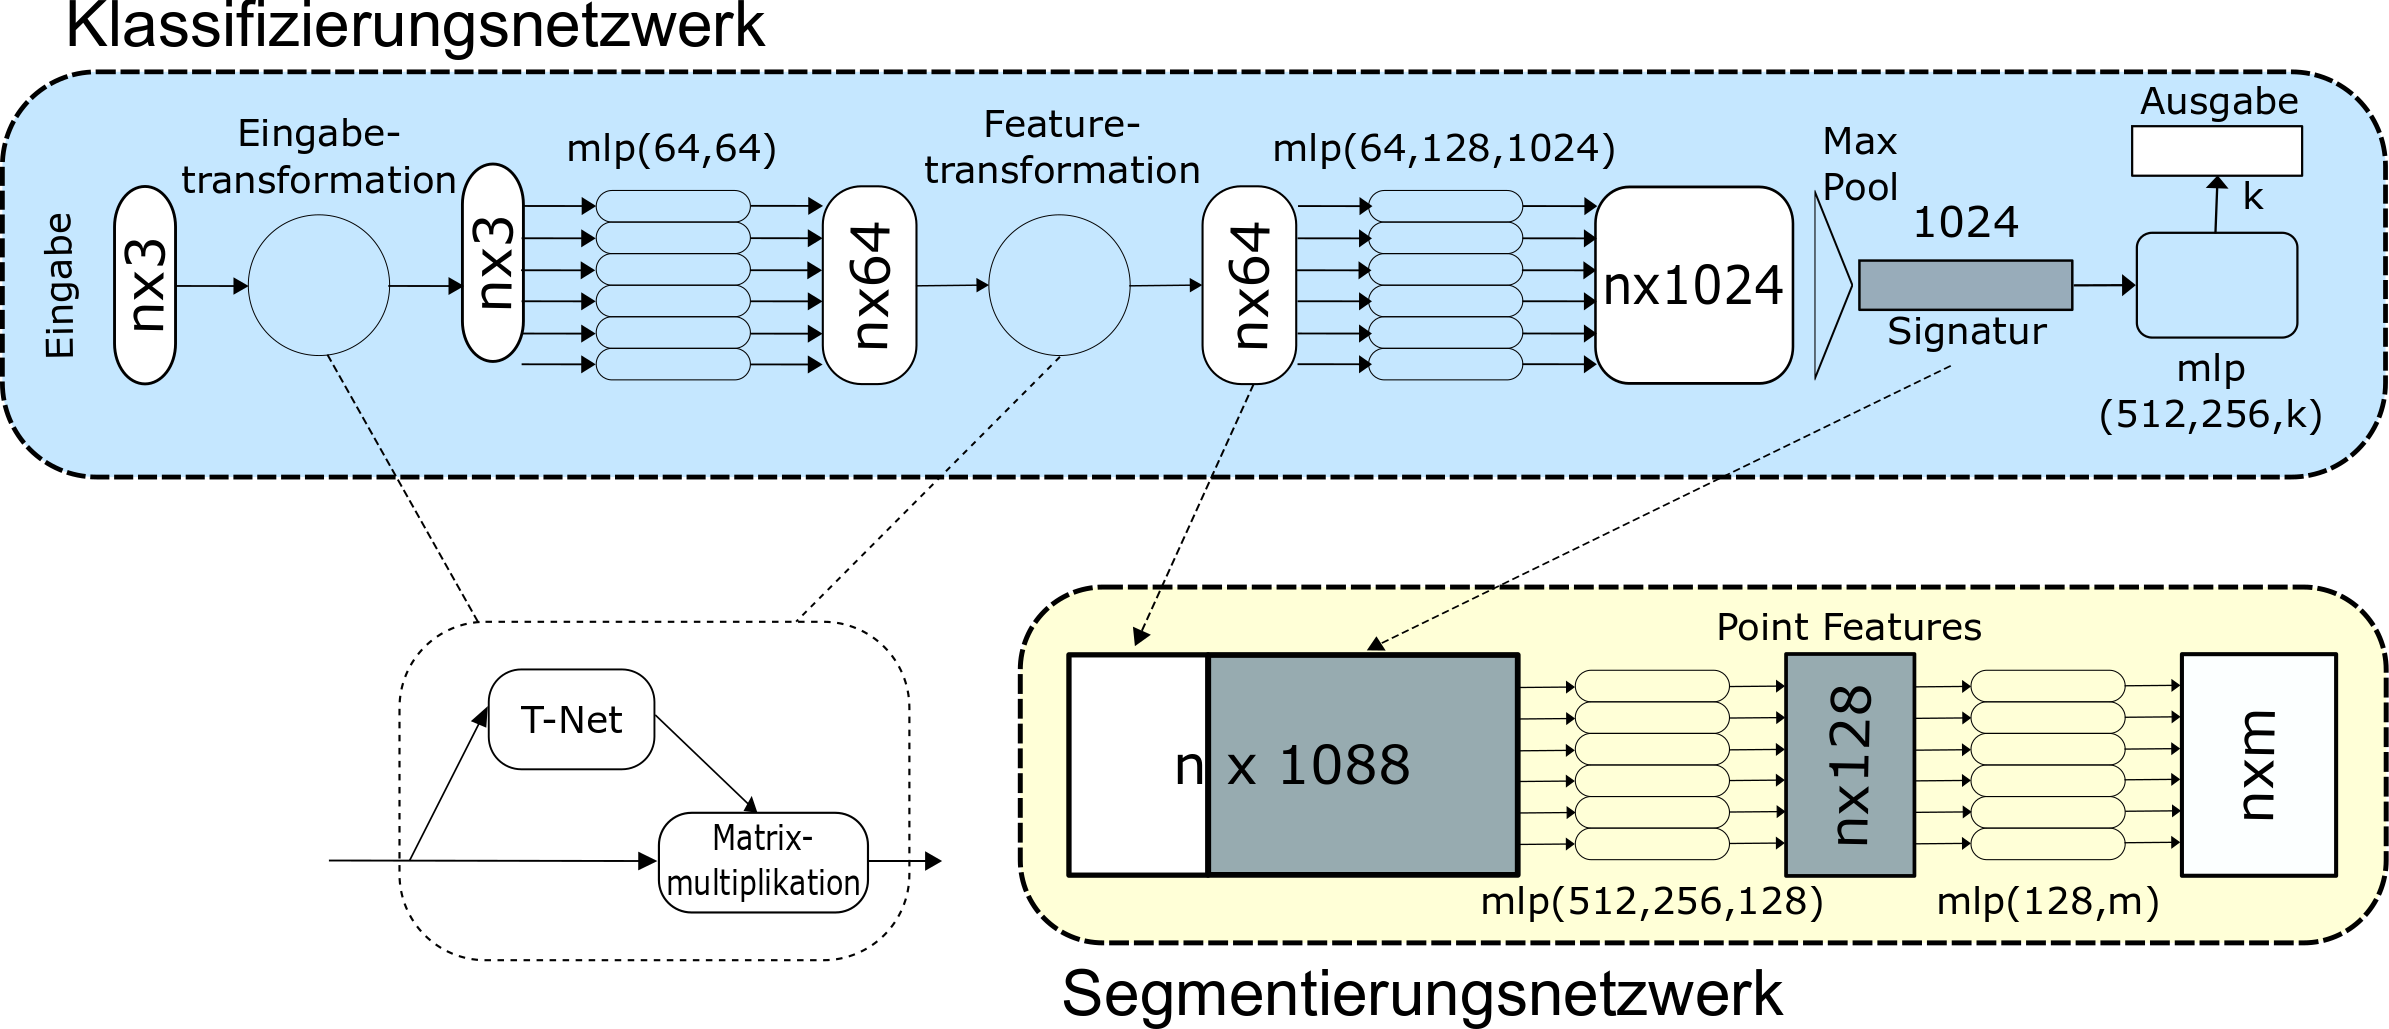 Klassifizierungsnetzwerk
Eingabe
nx3
Eingabe-
transformation
nx3
mlp(64,64)
nx64
Feature-
transformation
nx64
mlp(64,128,1024)
nx1024
Max
Pool
1024
Signatur
Ausgabe
k
mlp
(512,256,k)
T-Net
Matrix-
multiplikation
n x 1088
mlp(512,256,128)
Point Features
nx128
mlp(128,m)
nxm
Segmentierungsnetzwerk